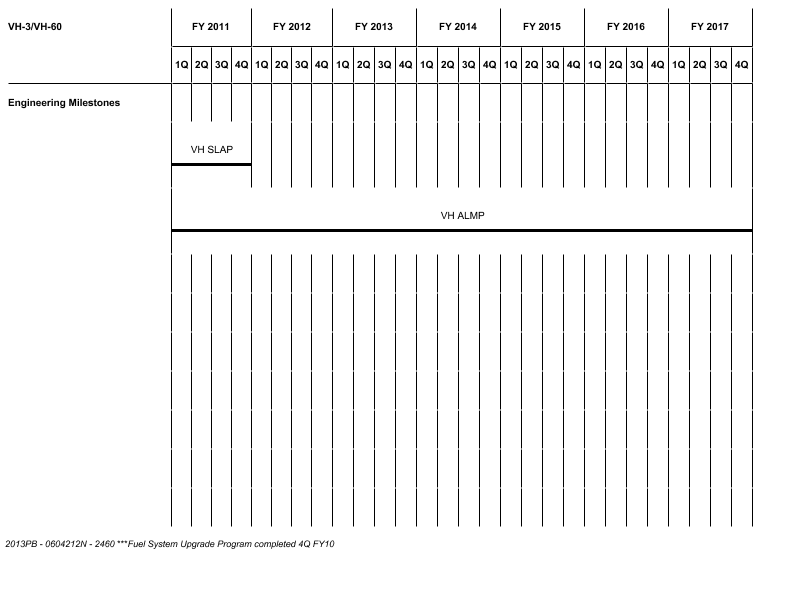 VH-3/VH-60 FY 2011 FY 2012 FY 2013 FY 2014 FY 2015 FY 2016 FY 2017
1Q 2Q 3Q 4Q 1Q 2Q 3Q 4Q 1Q 2Q 3Q 4Q 1Q 2Q 3Q 4Q 1Q 2Q 3Q 4Q 1Q 2Q 3Q 4Q 1Q 2Q 3Q 4Q
Engineering Milestones
VH SLAP
VH ALMP
2013PB - 0604212N - 2460 ***Fuel System Upgrade Program completed 4Q FY10